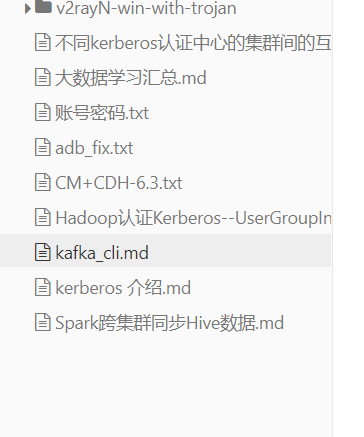 v2rayN-win-with-trojan
不同kerberos认证中心的集群间的互
大数据学习汇总.md
账号密码.txt
adb_fix.txt
CM+CDH-6.3.txt
Hadoop认证Kerberos--UserGroupIn
kafka_cli.md
kerberos 介绍.md
Spark跨集群同步Hive数据.md